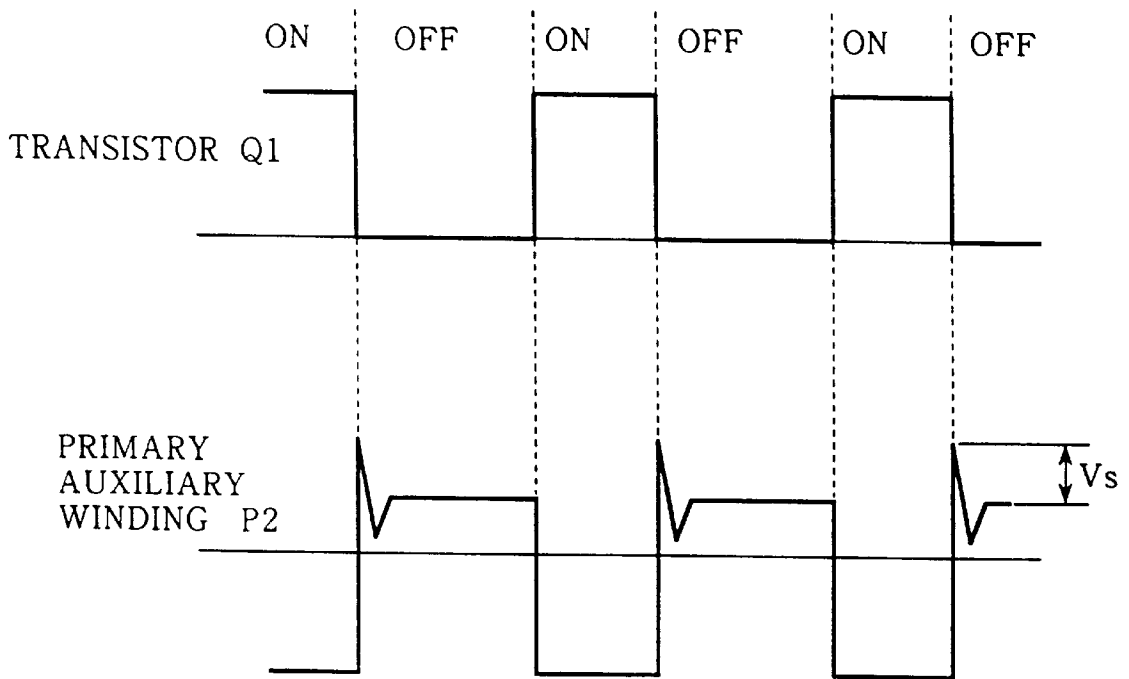 ON OFF ON OFF ON OFF
TRANSISTOR Q1
PRIMARY
AUXILIARY
WINDING P2
Vs